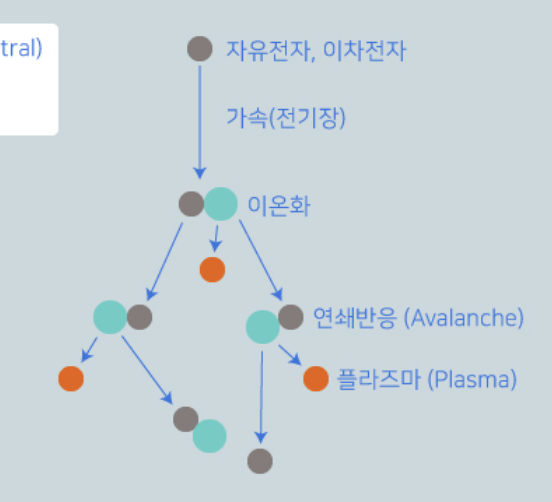 tral)
자유전자, 이차전자
가속(전기장)
이온화
연쇄반응 (Avalanche)
플라즈마 (Plasma)